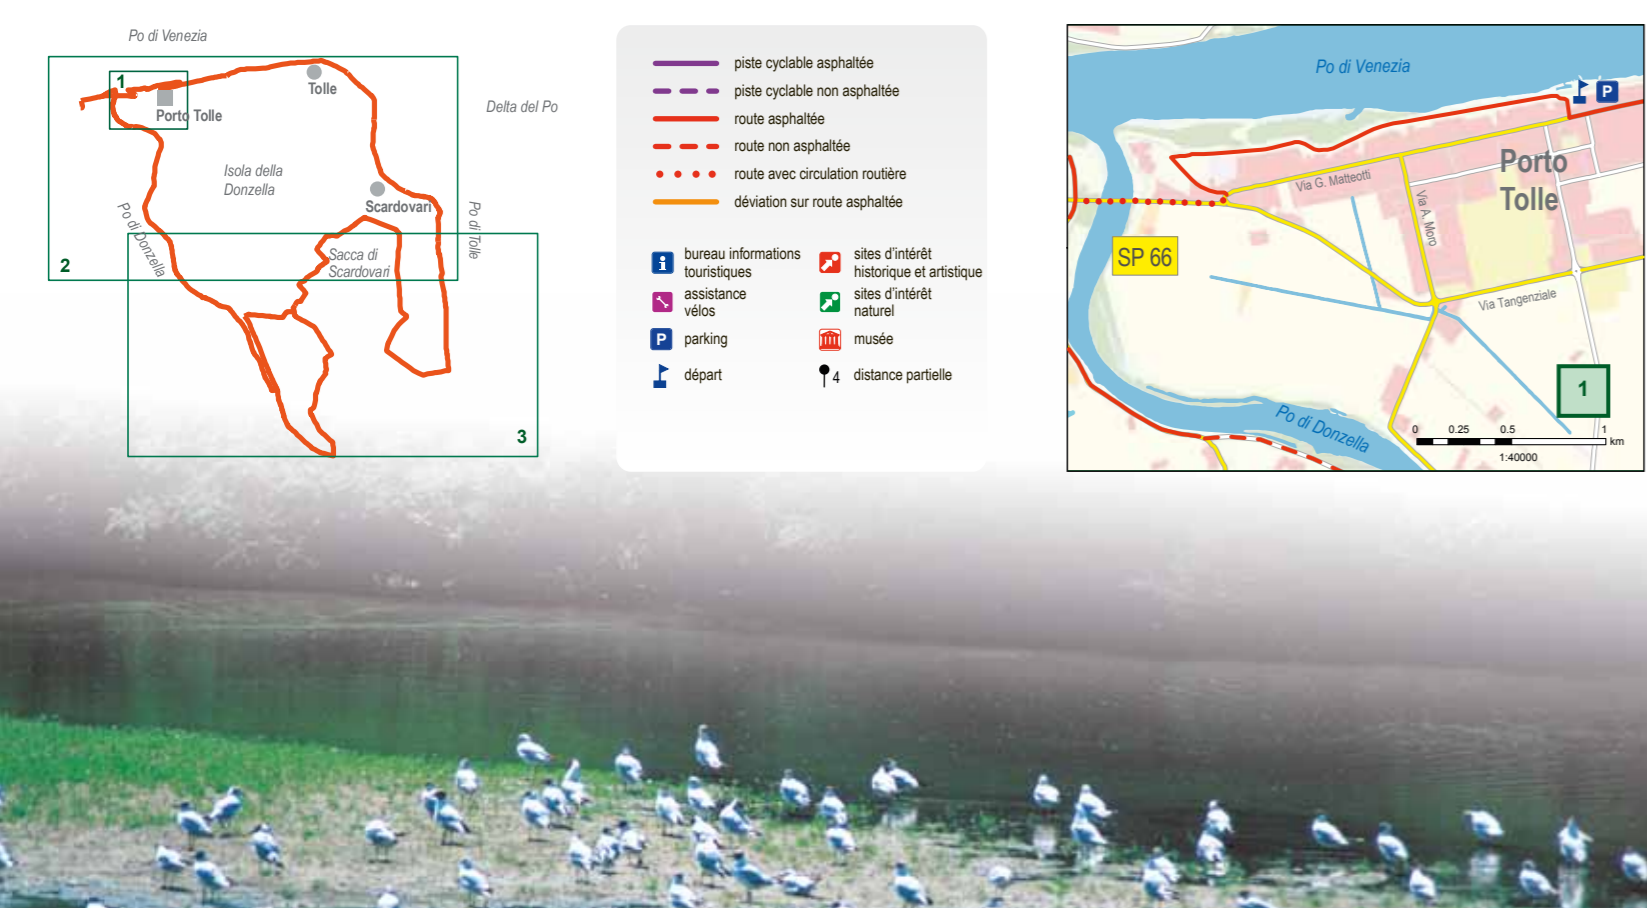 Po di Venezia
1
Tolle
Porto Tolle
Delta del Po
Isola della
Donzella
Scardovari
Po di Donzella
Po di Tolle
Sacca di
Scardovari
2
3
piste cyclable asphaltée
piste cyclable non asphaltée
route asphaltée
route non asphaltée
route avec circulation routière
déviation sur route asphaltée
i
bureau informations
touristiques
sites d'intérêt
historique et artistique
assistance
vélos
sites d'intérêt
naturel
P
parking
musée
départ
4
distance partielle
Po di Venezia
P
Porto
Tolle
Via G. Matteotti
Via A. Moro
SP 66
Via Tangenziale
1
Po di Donzella
0 0.25 0.5 1
km
1:40000